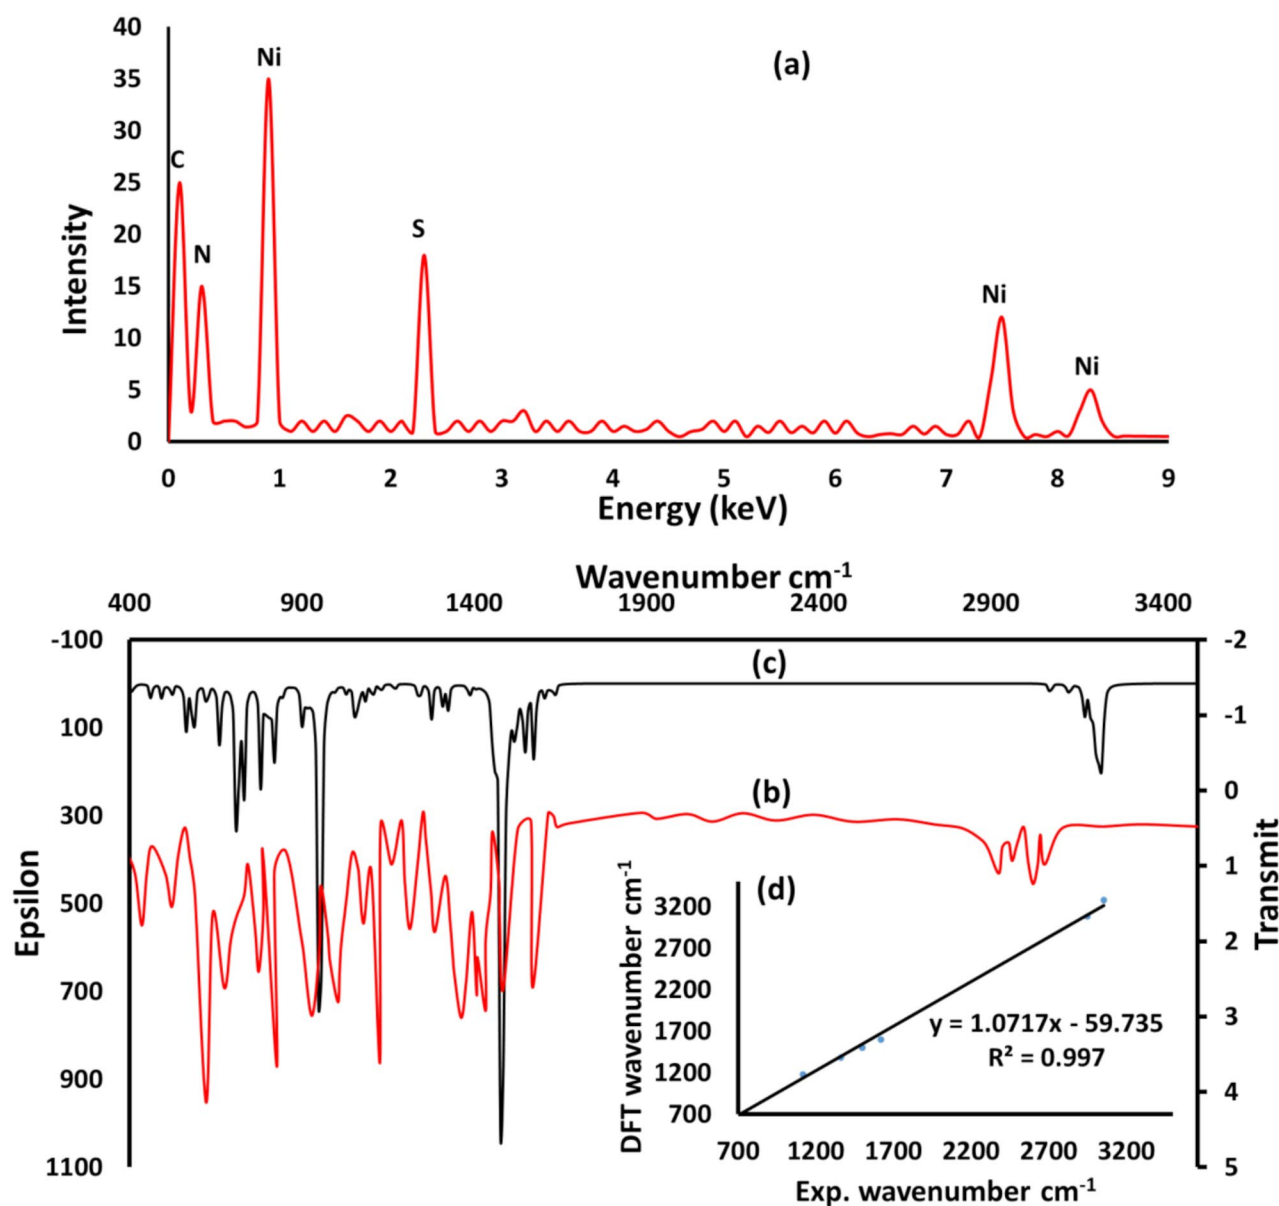 40
(a)
Ni
35
30
C
25
N
S
20
15
Ni
10
Ni
5
0
Intensity
0 1 2 3 4 5 6 7 8 9
Energy (keV)
Wavenumber cm-1
400 900 1400 1900 2400 2900 3400
-100 -2
(c)
100 -1
0
(b)
300
1
500
2
700
3
900
4
1100 5
Epsilon
Transmit
(d)
3200
2700
2200
1700
1200
700
DFT wavenumber cm-1
y = 1.0717x - 59.735
R² = 0.997
700 1200 1700 2200 2700 3200
Exp. wavenumber cm-1